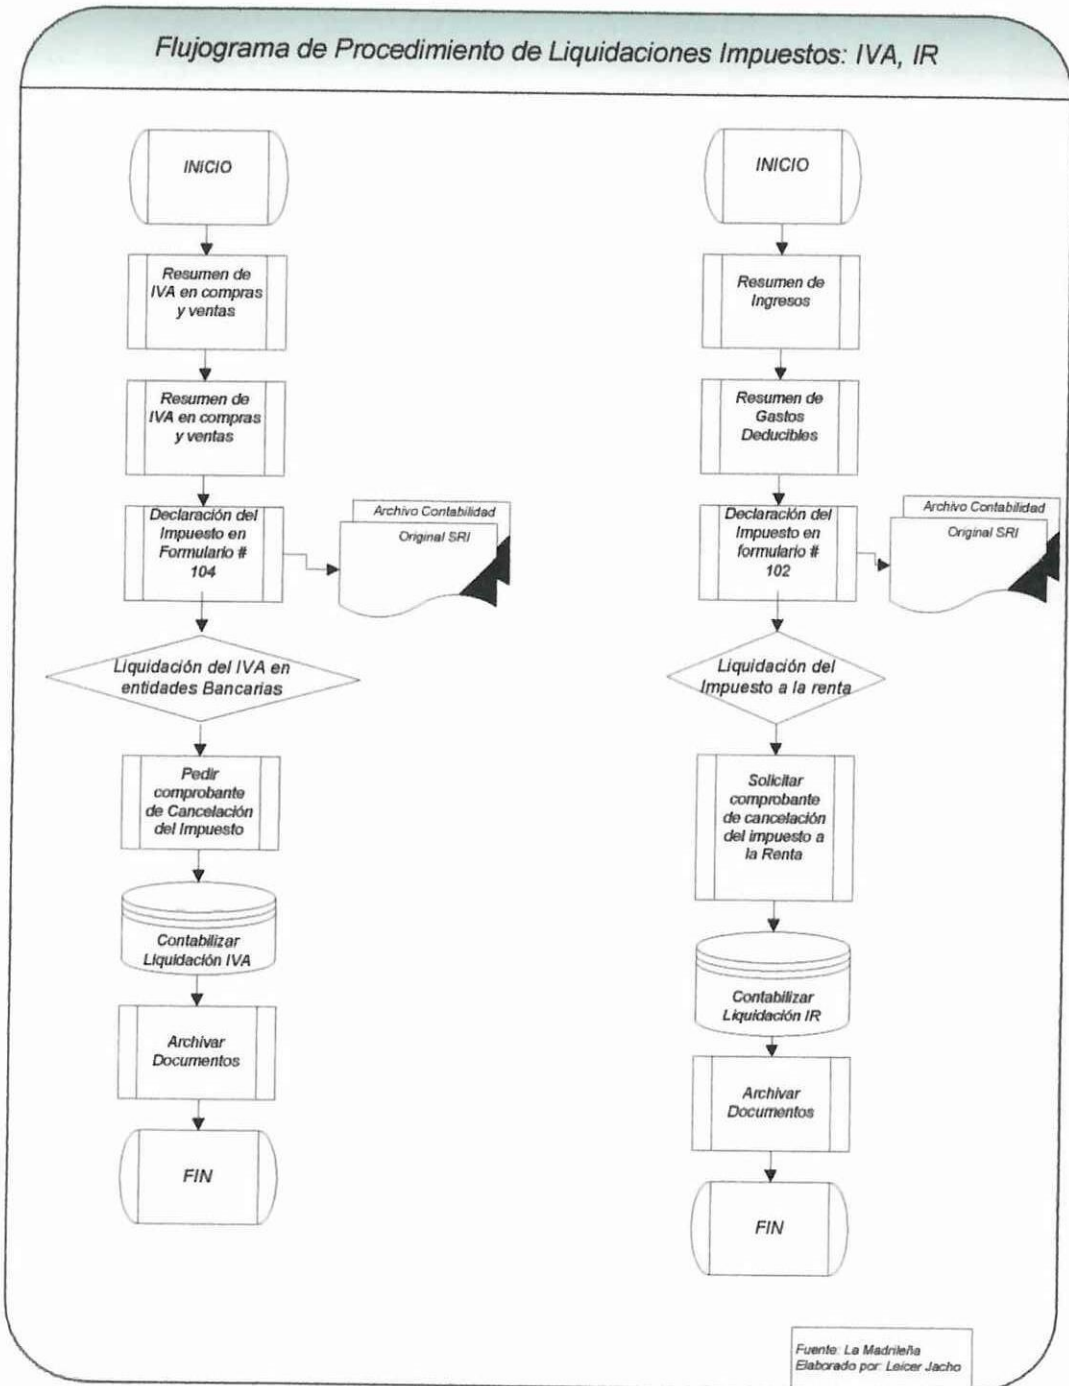 Flujograma de Procedimiento de Liquidaciones Impuestos: IVA, IR
INICIO
Resumen de
IVA en compras
y ventas
Resumen de
IVA en compras
y ventas
Declaración del
Impuesto en
Formulario #
104
Archivo Contabilidad
Original SRI
Liquidación del IVA en
entidades Bancarias
Pedir
comprobante
de Cancelación
del Impuesto
Contabilizar
Liquidación IVA
Archivar
Documentos
FIN
INICIO
Resumen de
Ingresos
Resumen de
Gastos
Deducibles
Declaración del
Impuesto en
formulario #
102
Archivo Contabilidad
Original SRI
Liquidación del
Impuesto a la renta
Solicitar
comprobante
de cancelación
del impuesto a
la Renta
Contabilizar
Liquidación IR
Archivar
Documentos
FIN
Fuente: La Madrileña
Elaborado por: Leicer Jacho